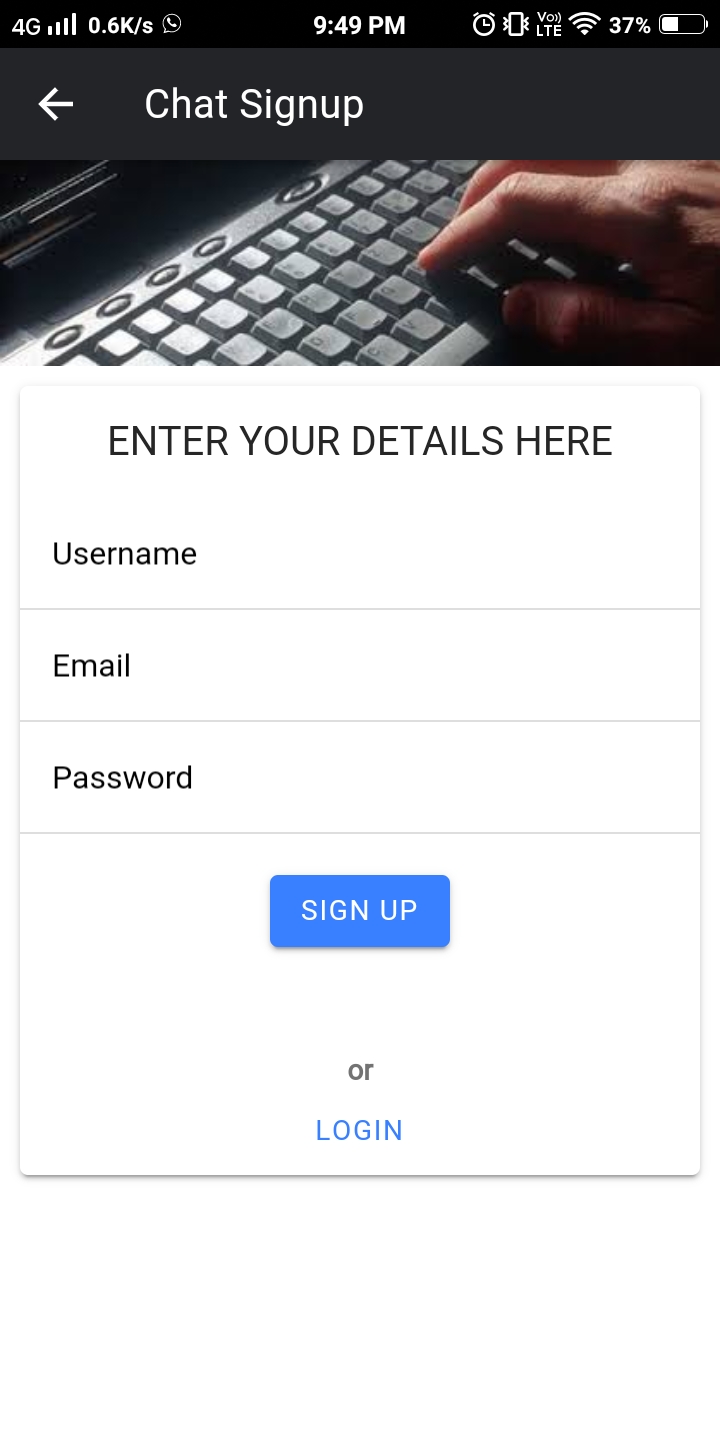 4G 0.6K/s 9:49 PM Vo)) LTE 37%
Chat Signup
ENTER YOUR DETAILS HERE
Username
Email
Password
SIGN UP
or
LOGIN